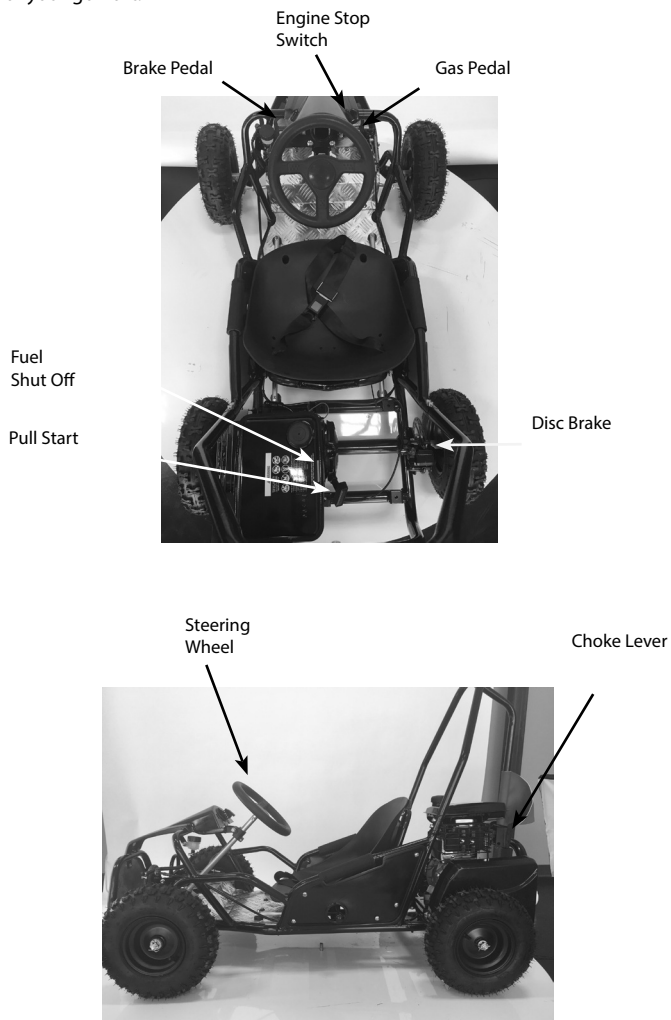 Engine Stop
Switch
Brake Pedal
Gas Pedal
Fuel
Shut Off
Pull Start
Disc Brake
Steering
Wheel
Choke Lever